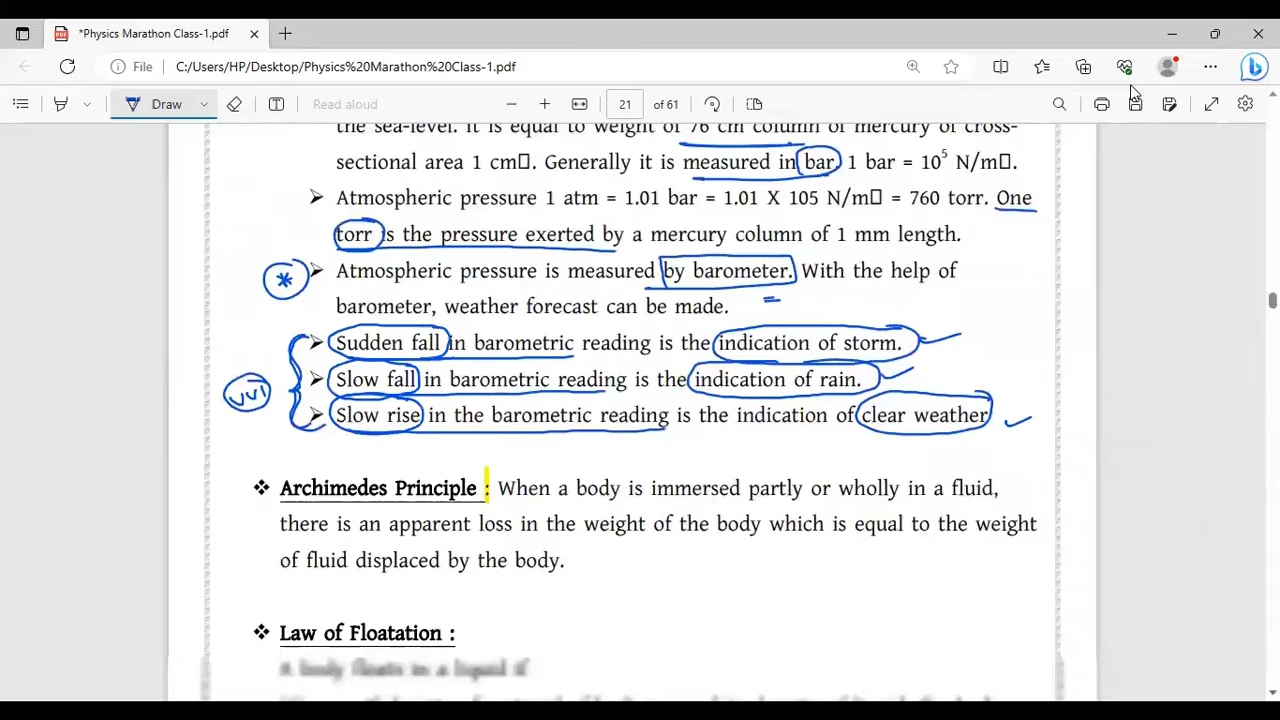 *Physics Marathon Class-1.pdf
File C:/Users/HP/Desktop/Physics%20Marathon%20Class-1.pdf
Draw Read aloud 21 of 61
the sea-level. It is equal to weight of 76 cm column of mercury of cross-
sectional area 1 cm□. Generally it is measured in bar. 1 bar = 10⁵ N/m□.
➢ Atmospheric pressure 1 atm = 1.01 bar = 1.01 X 105 N/m□ = 760 torr. One
torr is the pressure exerted by a mercury column of 1 mm length.
* ➢ Atmospheric pressure is measured by barometer. With the help of
barometer, weather forecast can be made.
➢ Sudden fall in barometric reading is the indication of storm.
➢ Slow fall in barometric reading is the indication of rain.
VVI
➢ Slow rise in the barometric reading is the indication of clear weather
❖ Archimedes Principle : When a body is immersed partly or wholly in a fluid,
there is an apparent loss in the weight of the body which is equal to the weight
of fluid displaced by the body.
❖ Law of Floatation :
A body floats in a liquid if